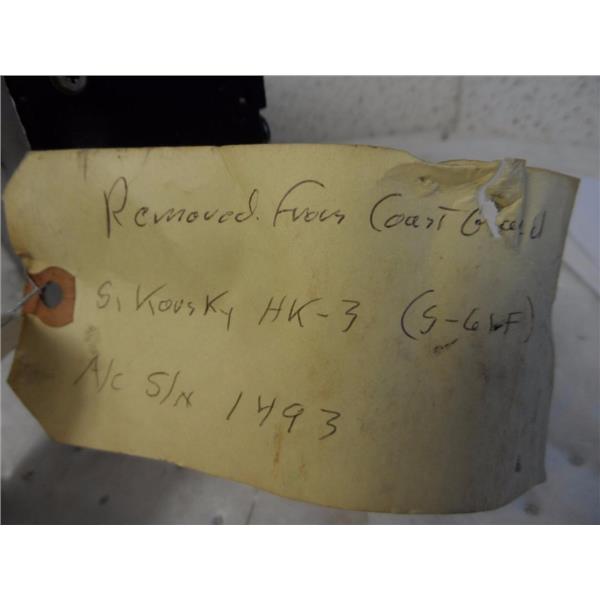 Removed From Coast Guard
Sikorsky HK-3 (S-61F)
A/C S/N 1493